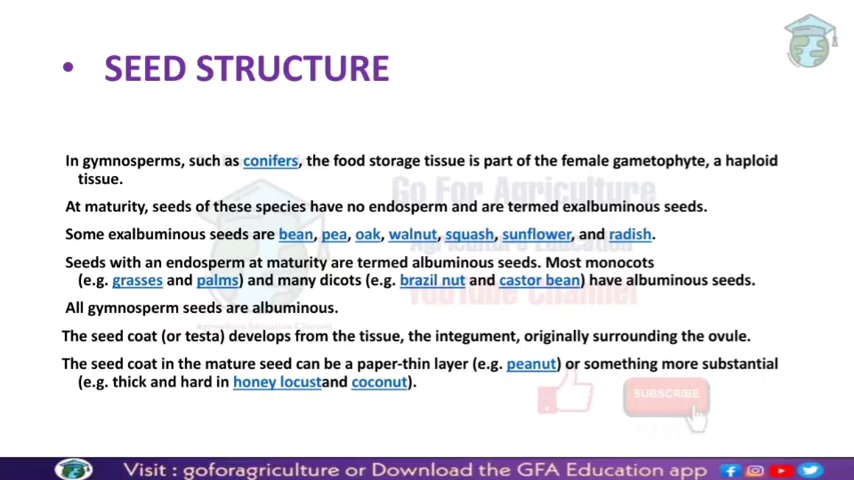 • SEED STRUCTURE
In gymnosperms, such as conifers, the food storage tissue is part of the female gametophyte, a haploid
tissue.
At maturity, seeds of these species have no endosperm and are termed exalbuminous seeds.
Some exalbuminous seeds are bean, pea, oak, walnut, squash, sunflower, and radish.
Seeds with an endosperm at maturity are termed albuminous seeds. Most monocots
(e.g. grasses and palms) and many dicots (e.g. brazil nut and castor bean) have albuminous seeds.
All gymnosperm seeds are albuminous.
The seed coat (or testa) develops from the tissue, the integument, originally surrounding the ovule.
The seed coat in the mature seed can be a paper-thin layer (e.g. peanut) or something more substantial
(e.g. thick and hard in honey locustand coconut).
Go For Agriculture
Agriculture Education
YouTube Channel
SUBSCRIBE
Visit : goforagriculture or Download the GFA Education app